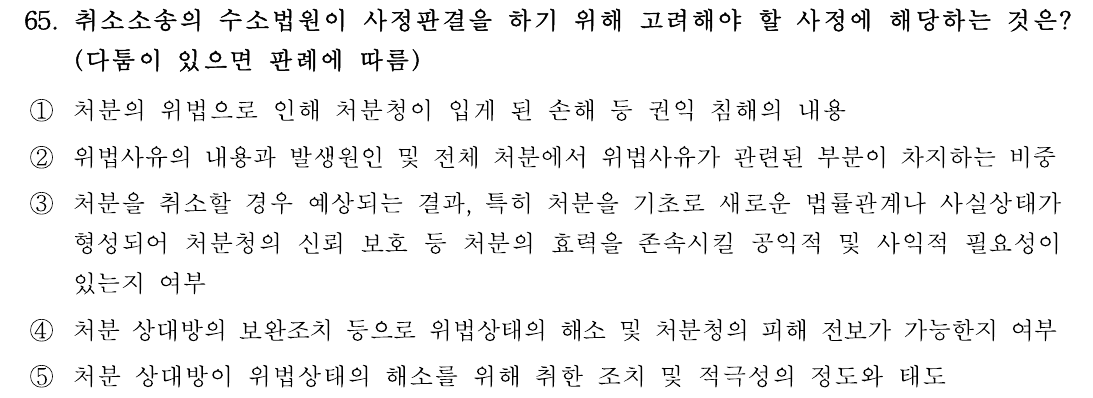 65. 취소소송의 수소법원이 사정판결을 하기 위해 고려해야 할 사정에 해당하는 것은?
(다툼이 있으면 판례에 따름)
① 처분의 위법으로 인해 처분청이 입게 된 손해 등 권익 침해의 내용
② 위법사유의 내용과 발생원인 및 전체 처분에서 위법사유가 관련된 부분이 차지하는 비중
③ 처분을 취소할 경우 예상되는 결과, 특히 처분을 기초로 새로운 법률관계나 사실상태가
형성되어 처분청의 신뢰 보호 등 처분의 효력을 존속시킬 공익적 및 사익적 필요성이
있는지 여부
④ 처분 상대방의 보완조치 등으로 위법상태의 해소 및 처분청의 피해 전보가 가능한지 여부
⑤ 처분 상대방이 위법상태의 해소를 위해 취한 조치 및 적극성의 정도와 태도